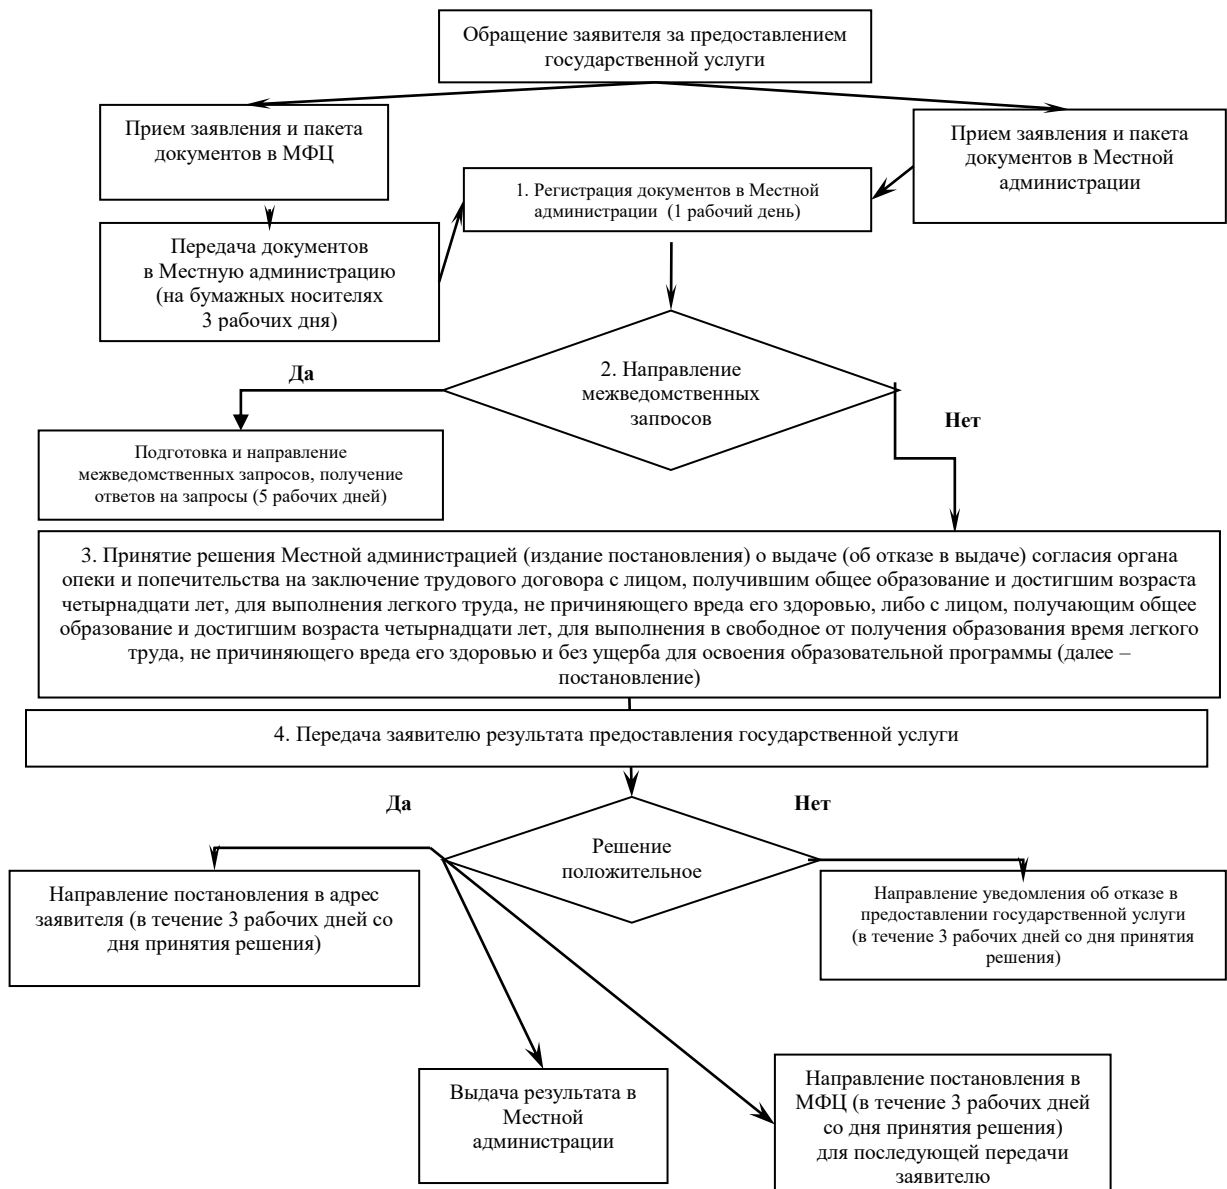 Обращение заявителя за предоставлением
государственной услуги
Прием заявления и пакета
документов в МФЦ
Прием заявления и пакета
документов в Местной
администрации
1. Регистрация документов в Местной
администрации (1 рабочий день)
Передача документов
в Местную администрацию
(на бумажных носителях
3 рабочих дня)
Да
2. Направление
межведомственных
запросов
Нет
Подготовка и направление
межведомственных запросов, получение
ответов на запросы (5 рабочих дней)
3. Принятие решения Местной администрацией (издание постановления) о выдаче (об отказе в выдаче) согласия органа
опеки и попечительства на заключение трудового договора с лицом, получившим общее образование и достигшим возраста
четырнадцати лет, для выполнения легкого труда, не причиняющего вреда его здоровью, либо с лицом, получающим общее
образование и достигшим возраста четырнадцати лет, для выполнения в свободное от получения образования время легкого
труда, не причиняющего вреда его здоровью и без ущерба для освоения образовательной программы (далее –
постановление)
4. Передача заявителю результата предоставления государственной услуги
Да
Нет
Решение
положительное
Направление постановления в адрес
заявителя (в течение 3 рабочих дней со
дня принятия решения)
Направление уведомления об отказе в
предоставлении государственной услуги
(в течение 3 рабочих дней со дня принятия
решения)
Выдача результата в
Местной
администрации
Направление постановления в
МФЦ (в течение 3 рабочих дней
со дня принятия решения)
для последующей передачи
заявителю